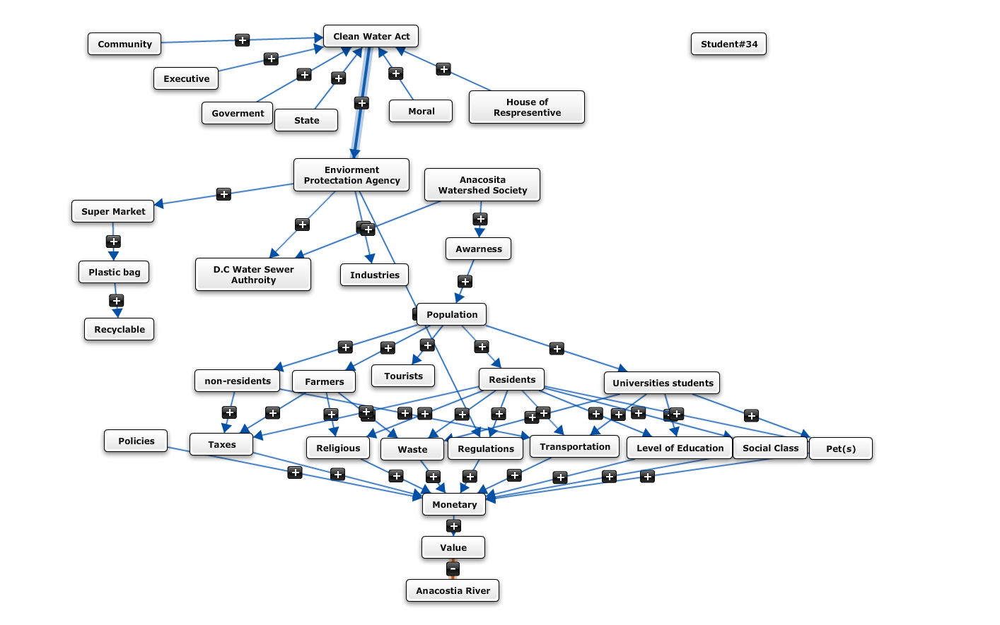 Clean Water Act
Community
Student#34
Executive
House of
Respresentive
Goverment
Moral
State
Enviorment
Protectation Agency
Anacosita
Watershed Society
Super Market
Awarness
Plastic bag
D.C Water Sewer
Authroity
Industries
Population
Recyclable
Tourists
Residents
non-residents
Farmers
Universities students
Policies
Taxes
Religious
Waste
Regulations
Transportation
Level of Education
Social Class
Pet(s)
Monetary
Value
Anacostia River